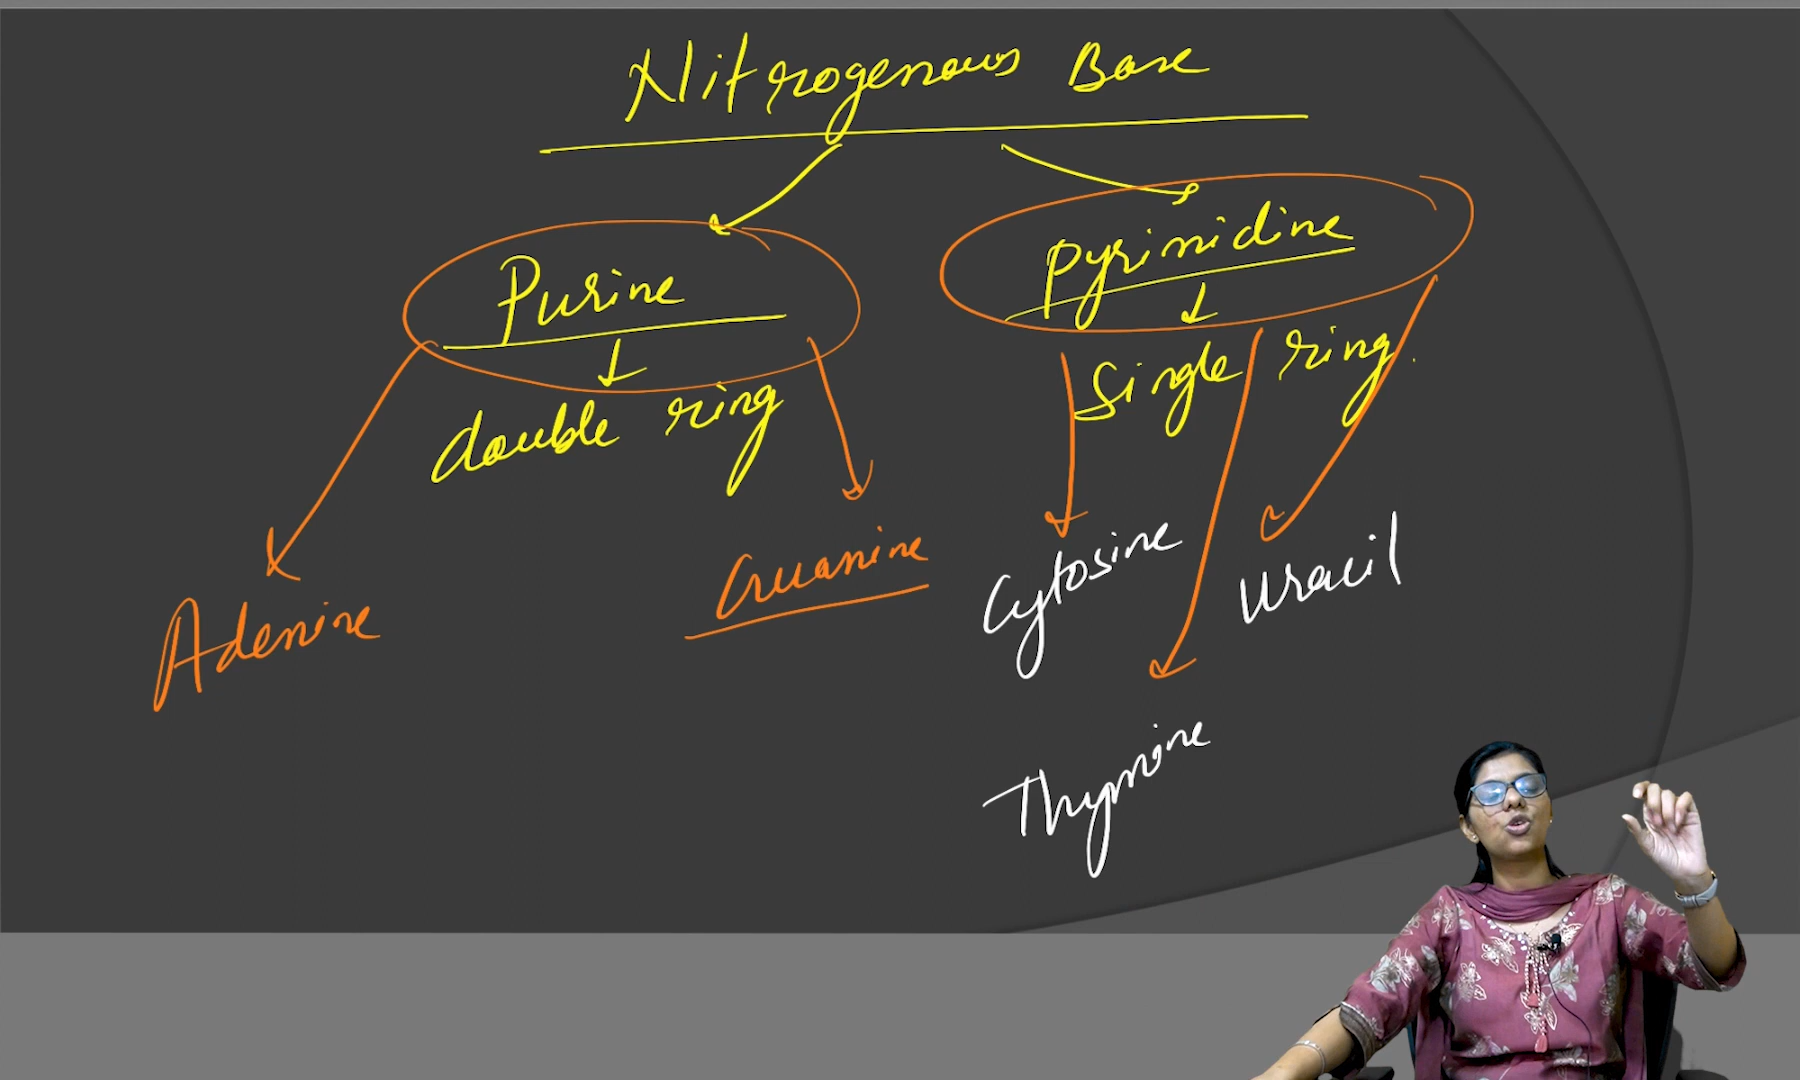 Nitrogenous Base
Purine
double ring
Adenine
Guanine
Pyrimidine
Single ring.
Cytosine
Uracil
Thymine